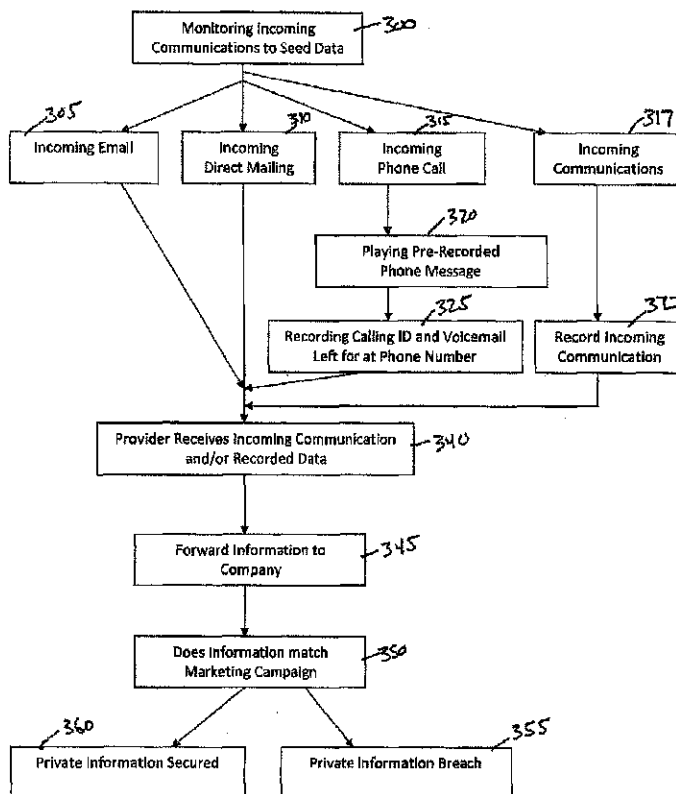 Monitoring Incoming
Communications to Seed Data
300
305
310
315
317
Incoming Email
Incoming
Direct Mailing
Incoming
Phone Call
Incoming
Communications
320
Playing Pre-Recorded
Phone Message
325
322
Recording Calling ID and Voicemail
Left for at Phone Number
Record Incoming
Communication
Provider Receives Incoming Communication
and/or Recorded Data
340
Forward Information to
Company
345
Does Information match
Marketing Campaign
350
360
355
Private Information Secured
Private Information Breach